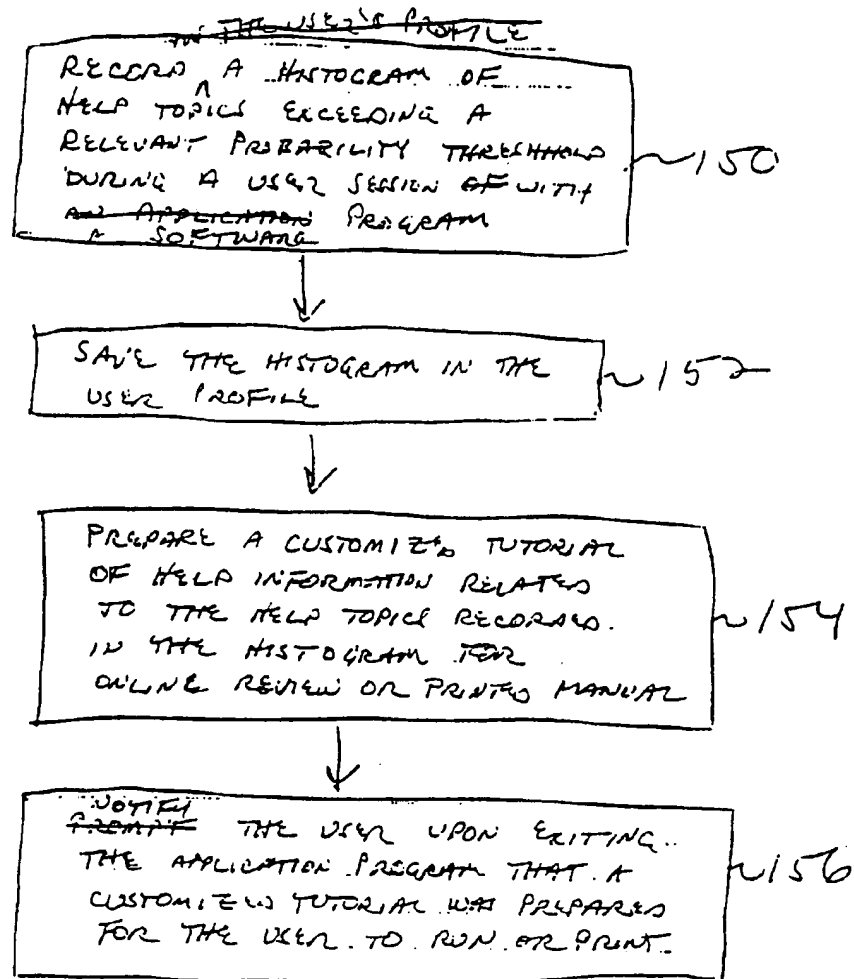 IN THE USER'S PROFILE
RECORD ^ A HISTOGRAM OF
HELP TOPICS EXCEEDING A
RELEVANT PROBABILITY THRESHHOLD
DURING A USER SESSION OF WITH
AN APPLICATION PROGRAM
A SOFTWARE
~150
SAVE THE HISTOGRAM IN THE
USER PROFILE
~152
PREPARE A CUSTOMIZED TUTORIAL
OF HELP INFORMATION RELATED
TO THE HELP TOPICS RECORDED.
IN THE HISTOGRAM FOR
ONLINE REVIEW OR PRINTED MANUAL
~154
NOTIFY
PROMPT THE USER UPON EXITING
THE APPLICATION PROGRAM THAT A
CUSTOMIZED TUTORIAL WAS PREPARED
FOR THE USER TO RUN OR PRINT.
~156